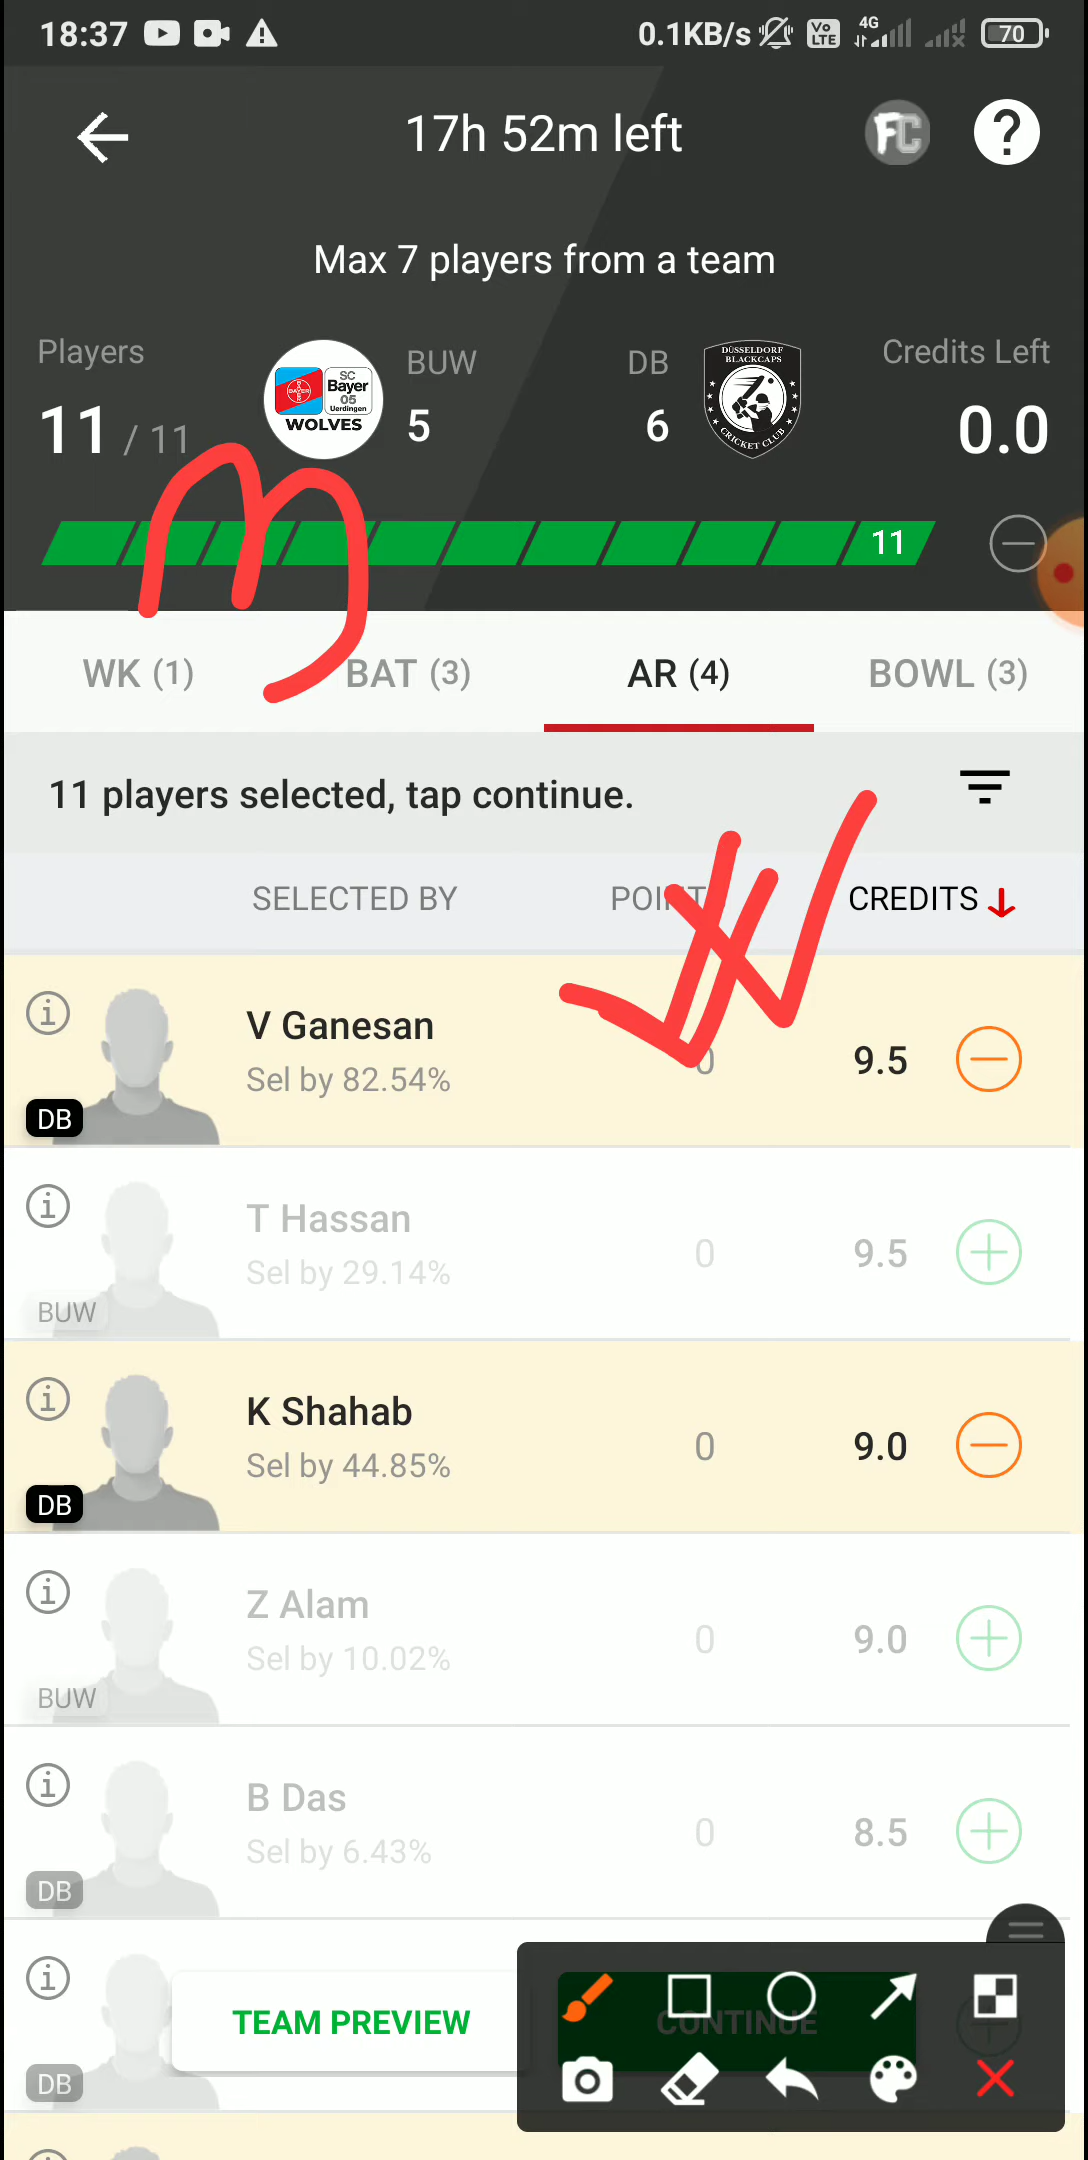 18:37 0.1KB/s Vo LTE 4G 70
17h 52m left FC ?
Max 7 players from a team
Players BUW DB Credits Left
11 / 11 5 6 0.0
BAYER SC Bayer 05 Uerdingen WOLVES
DÜSSELDORF BLACKCAPS CRICKET CLUB
11
WK (1) BAT (3) AR (4) BOWL (3)
11 players selected, tap continue.
SELECTED BY POINT CREDITS
V Ganesan
Sel by 82.54% 0 9.5
DB
T Hassan
Sel by 29.14% 0 9.5
BUW
K Shahab
Sel by 44.85% 0 9.0
DB
Z Alam
Sel by 10.02% 0 9.0
BUW
B Das
Sel by 6.43% 0 8.5
DB
TEAM PREVIEW CONTINUE
DB